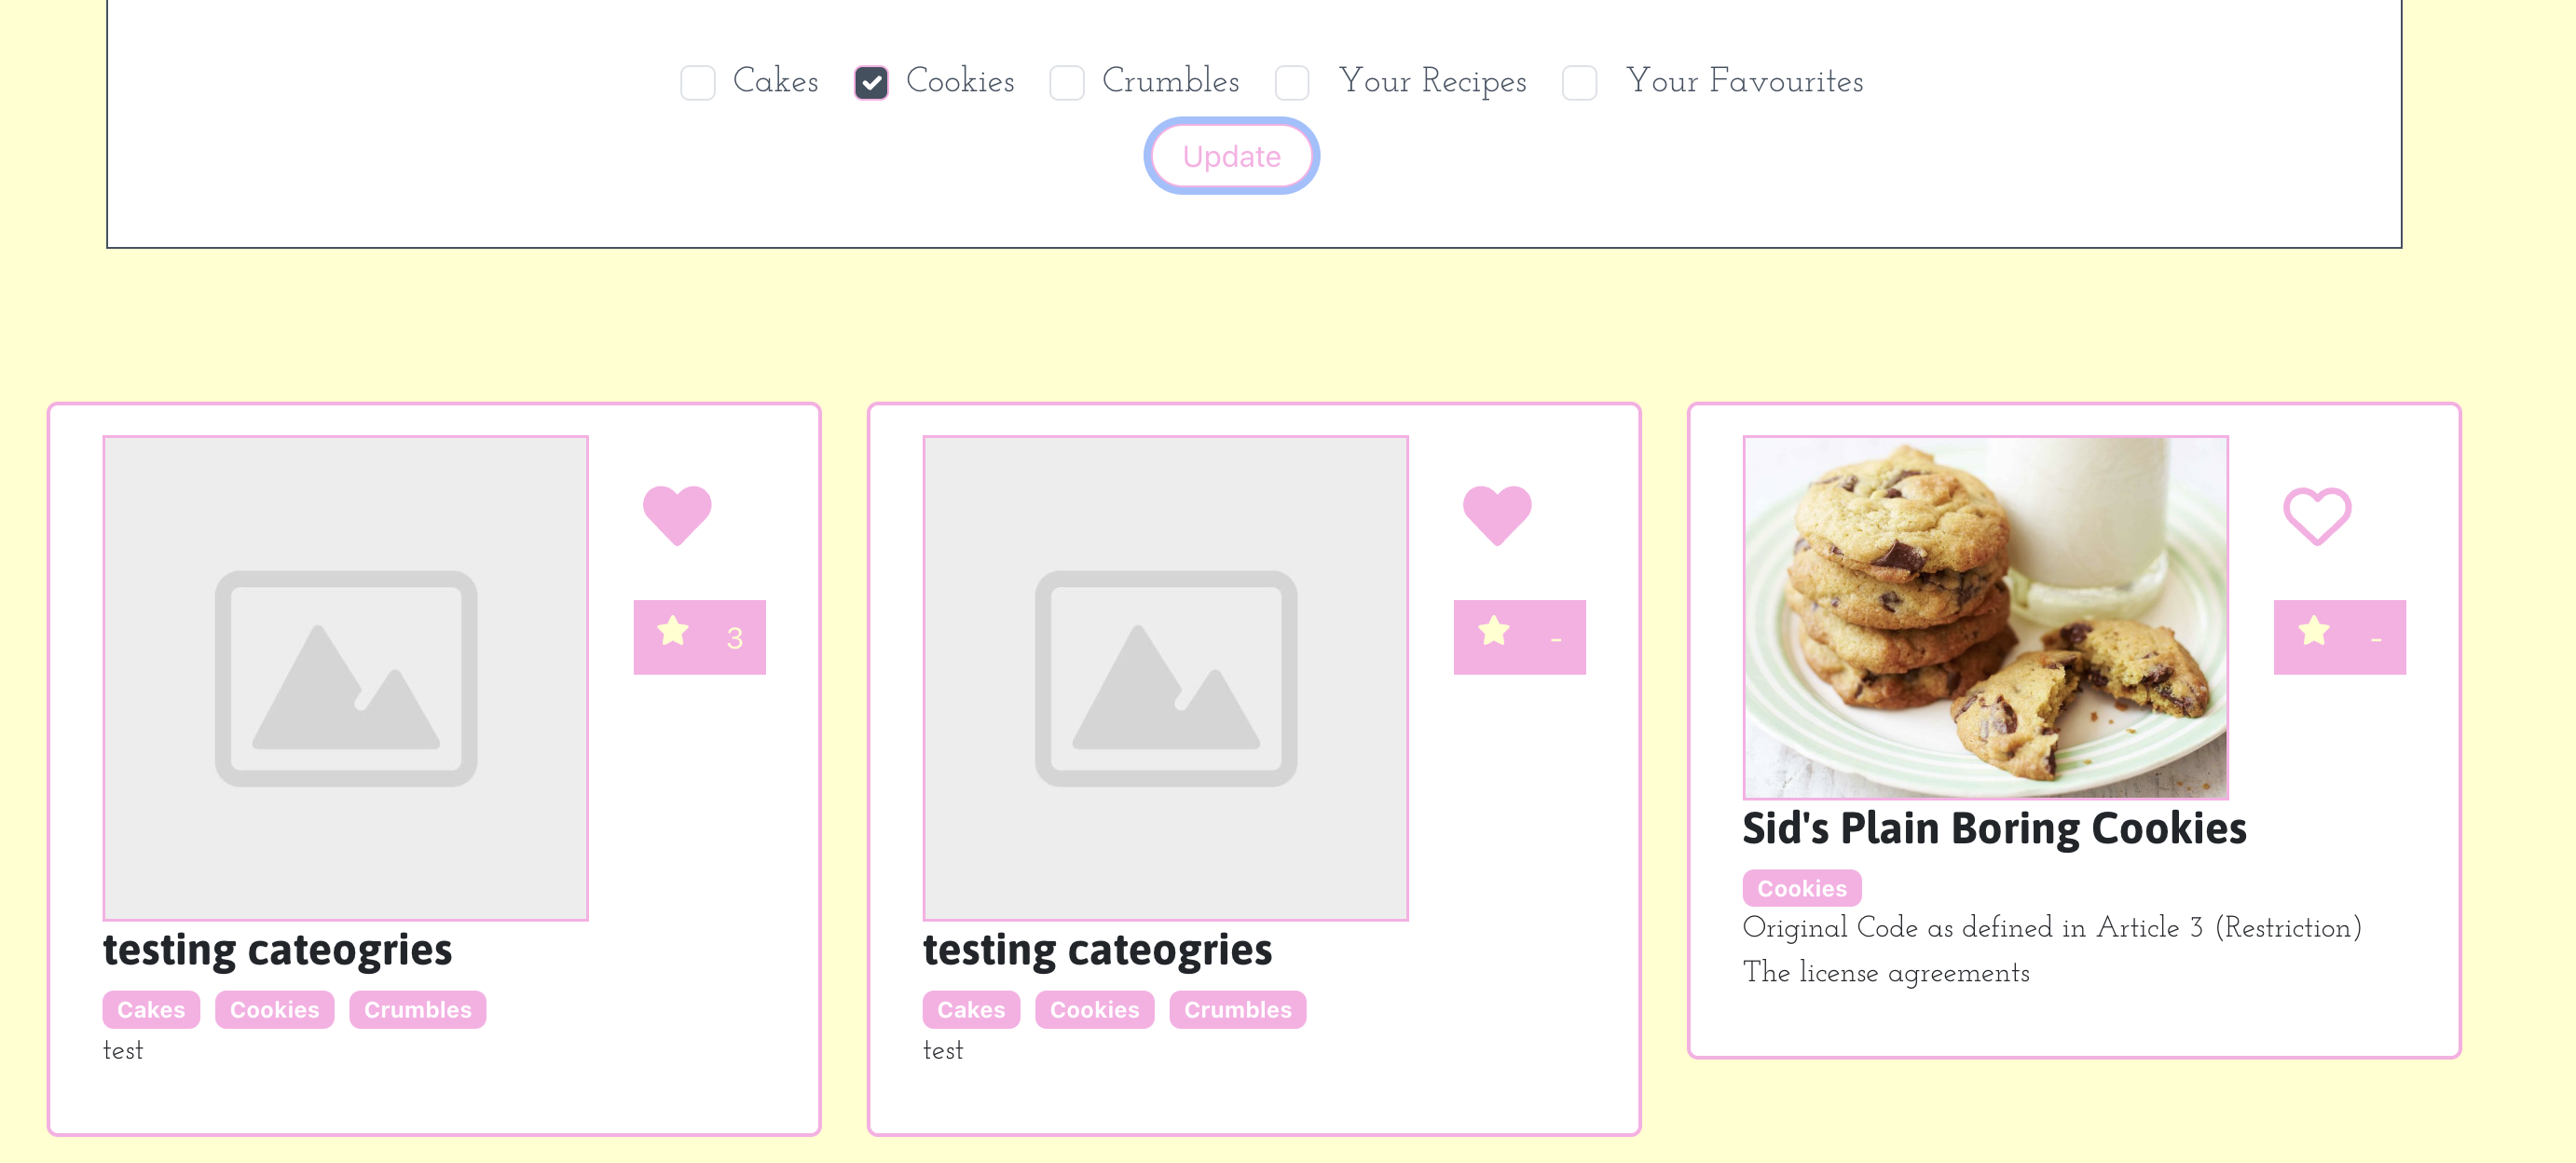 Cakes Cookies Crumbles Your Recipes Your Favourites
Update
3
-
-
testing cateogries
Cakes Cookies Crumbles
test
testing cateogries
Cakes Cookies Crumbles
test
Sid's Plain Boring Cookies
Cookies
Original Code as defined in Article 3 (Restriction)
The license agreements